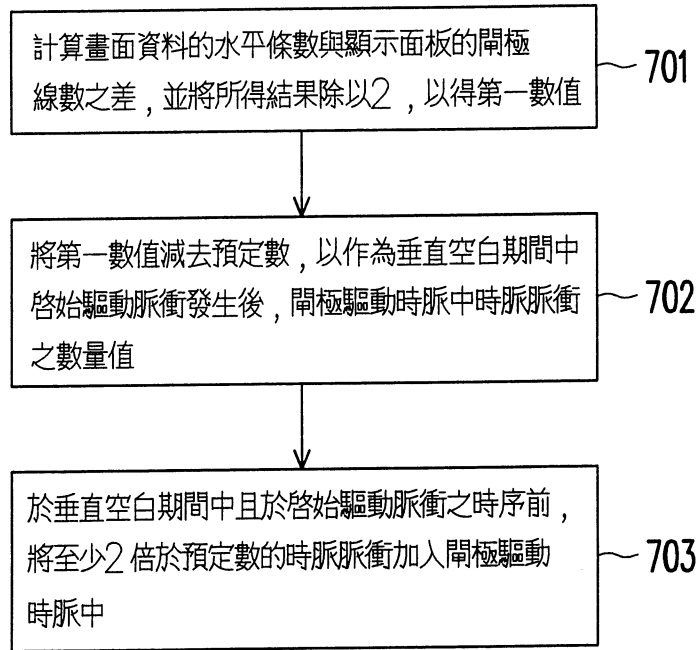 計算畫面資料的水平條數與顯示面板的閘極
線數之差，並將所得結果除以2，以得第一數值
701
將第一數值減去預定數，以作為垂直空白期間中
啓始驅動脈衝發生後，閘極驅動時脈中時脈脈衝
之數量值
702
於垂直空白期間中且於啓始驅動脈衝之時序前，
將至少2倍於預定數的時脈脈衝加入閘極驅動
時脈中
703